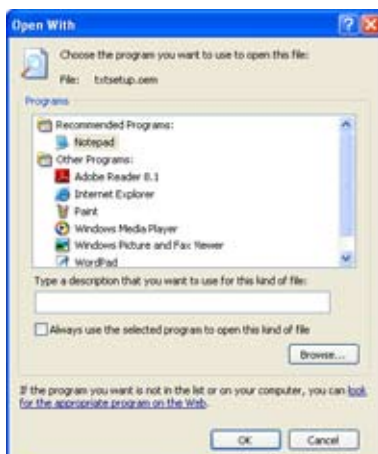 Open With
Choose the program you want to use to open this file:
File: txtsetup.oem
Programs
Recommended Programs:
Notepad
Other Programs:
Adobe Reader 8.1
Internet Explorer
Paint
Windows Media Player
Windows Picture and Fax Viewer
WordPad
Type a description that you want to use for this kind of file:
Always use the selected program to open this kind of file
Browse...
If the program you want is not in the list or on your computer, you can look
for the appropriate program on the Web.
OK
Cancel